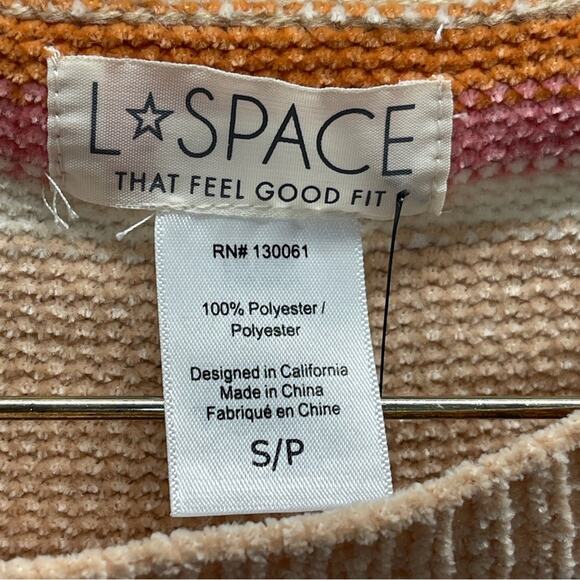 L☆SPACE
THAT FEEL GOOD FIT
RN# 130061
100% Polyester /
Polyester
Designed in California
Made in China
Fabriqué en Chine
S/P